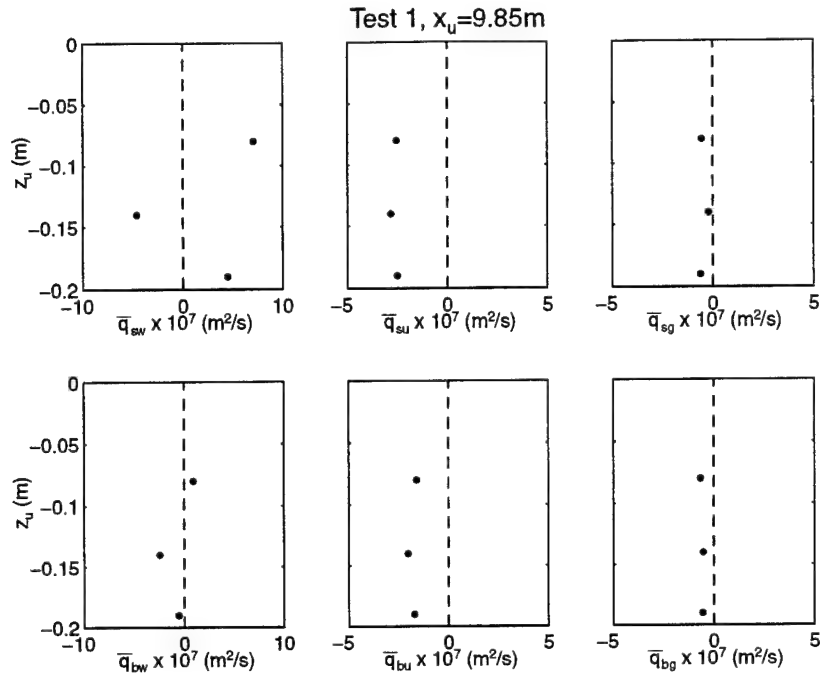 Test 1, x_u=9.85m
0
−0.05
−0.1
−0.15
−0.2
z_u (m)
−10 0 10
q̅_sw x 10^7 (m²/s)
−5 0 5
q̅_su x 10^7 (m²/s)
−5 0 5
q̅_sg x 10^7 (m²/s)
0
−0.05
−0.1
−0.15
−0.2
z_u (m)
−10 0 10
q̅_bw x 10^7 (m²/s)
−5 0 5
q̅_bu x 10^7 (m²/s)
−5 0 5
q̅_bg x 10^7 (m²/s)